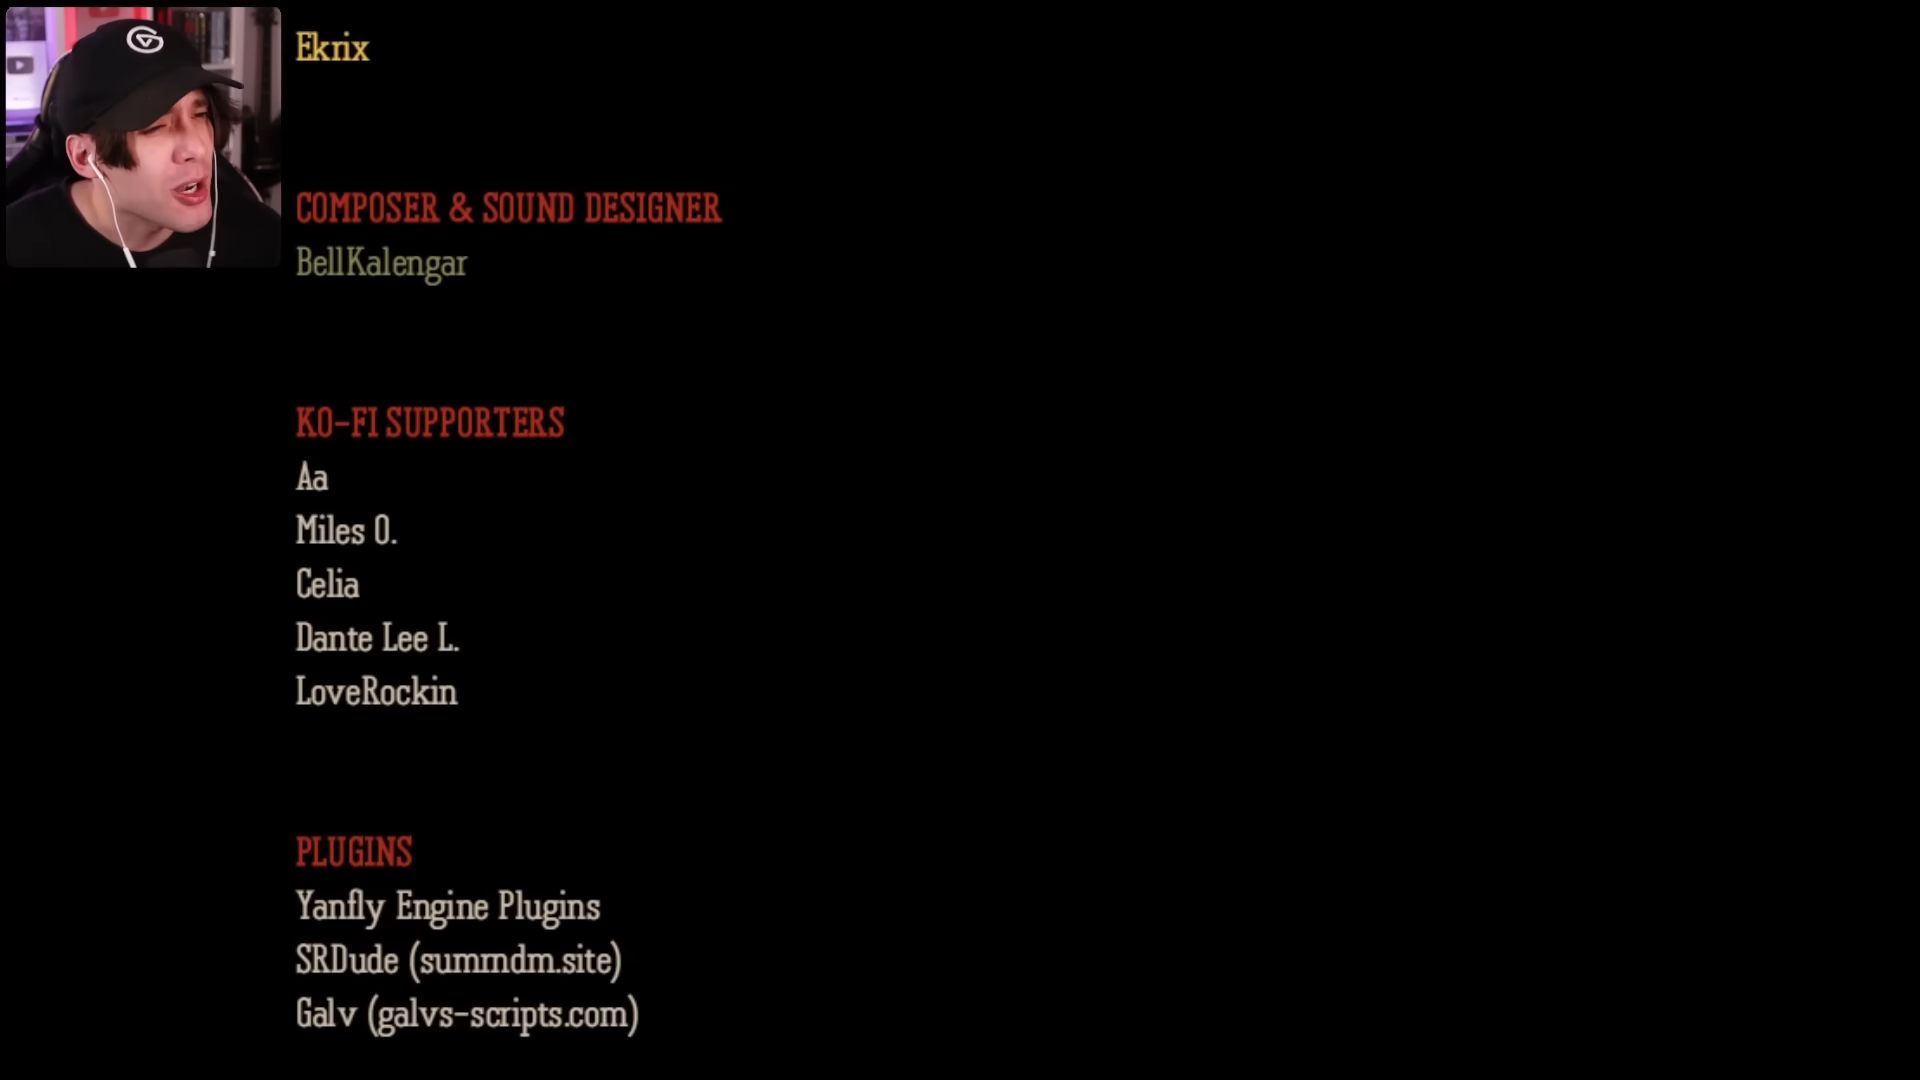 Ekrix
COMPOSER & SOUND DESIGNER
BellKalengar
KO-FI SUPPORTERS
Aa
Miles O.
Celia
Dante Lee L.
LoveRockin
PLUGINS
Yanfly Engine Plugins
SRDude (sumrndm.site)
Galv (galvs-scripts.com)